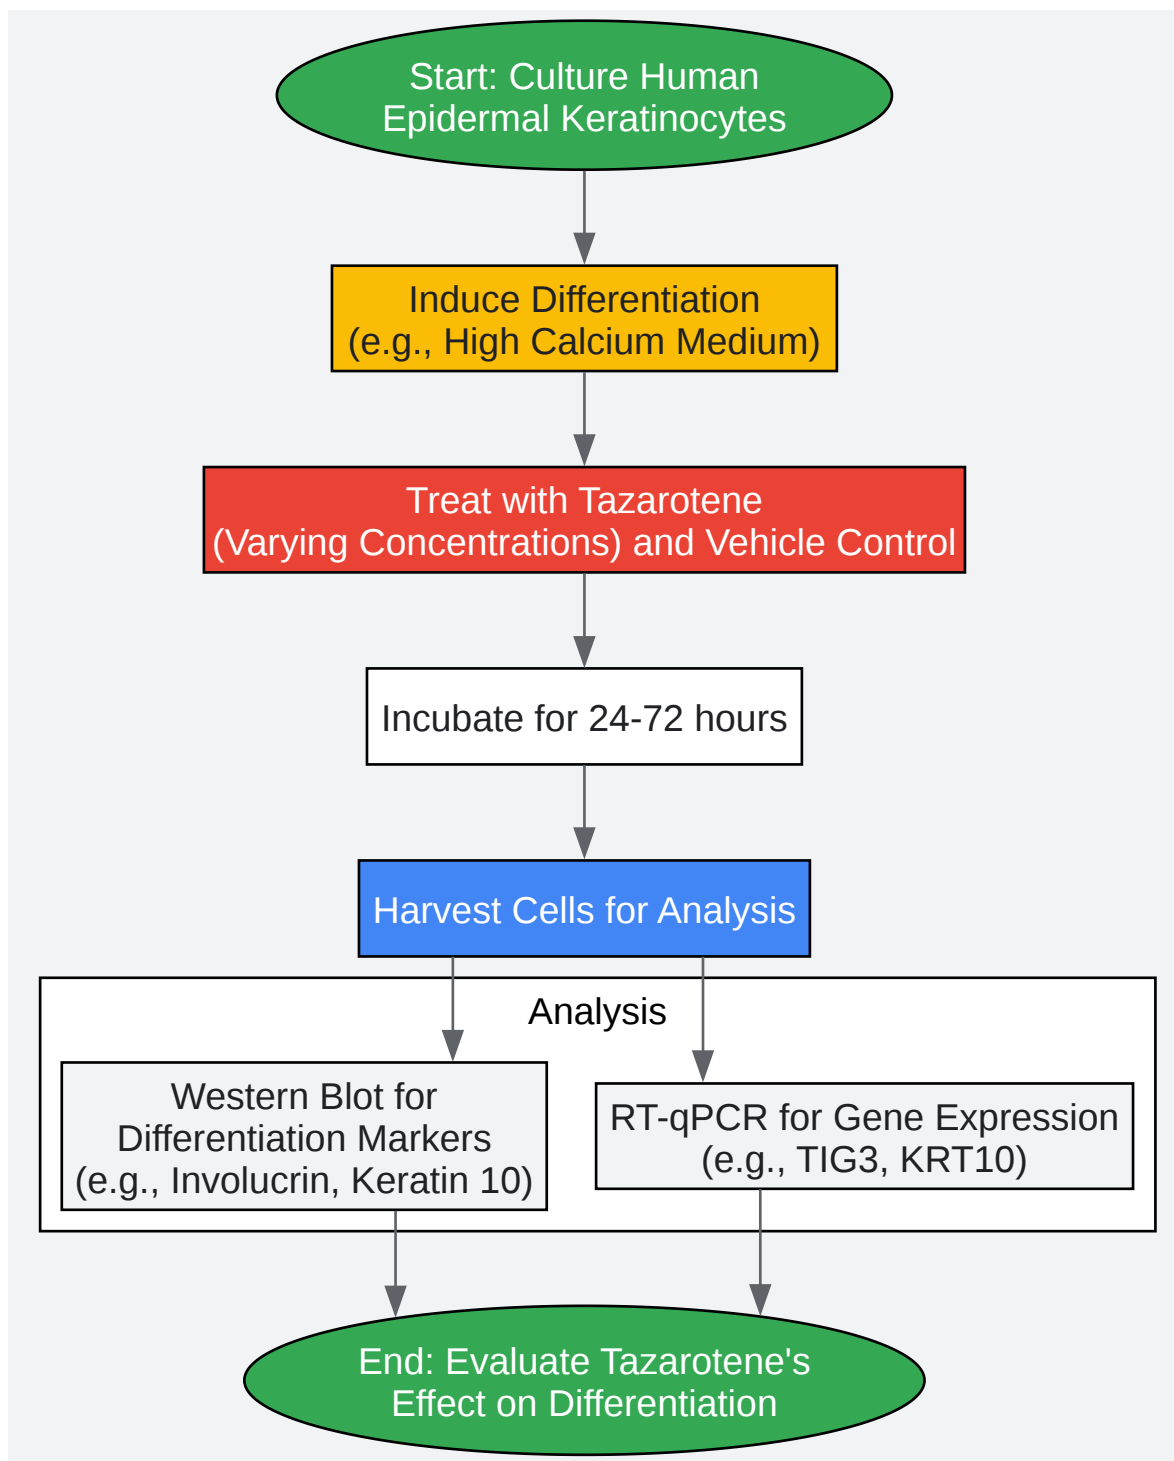 Start: Culture Human
Epidermal Keratinocytes
Induce Differentiation
(e.g., High Calcium Medium)
Treat with Tazarotene
(Varying Concentrations) and Vehicle Control
Incubate for 24-72 hours
Harvest Cells for Analysis
Analysis
Western Blot for
Differentiation Markers
(e.g., Involucrin, Keratin 10)
RT-qPCR for Gene Expression
(e.g., TIG3, KRT10)
End: Evaluate Tazarotene's
Effect on Differentiation